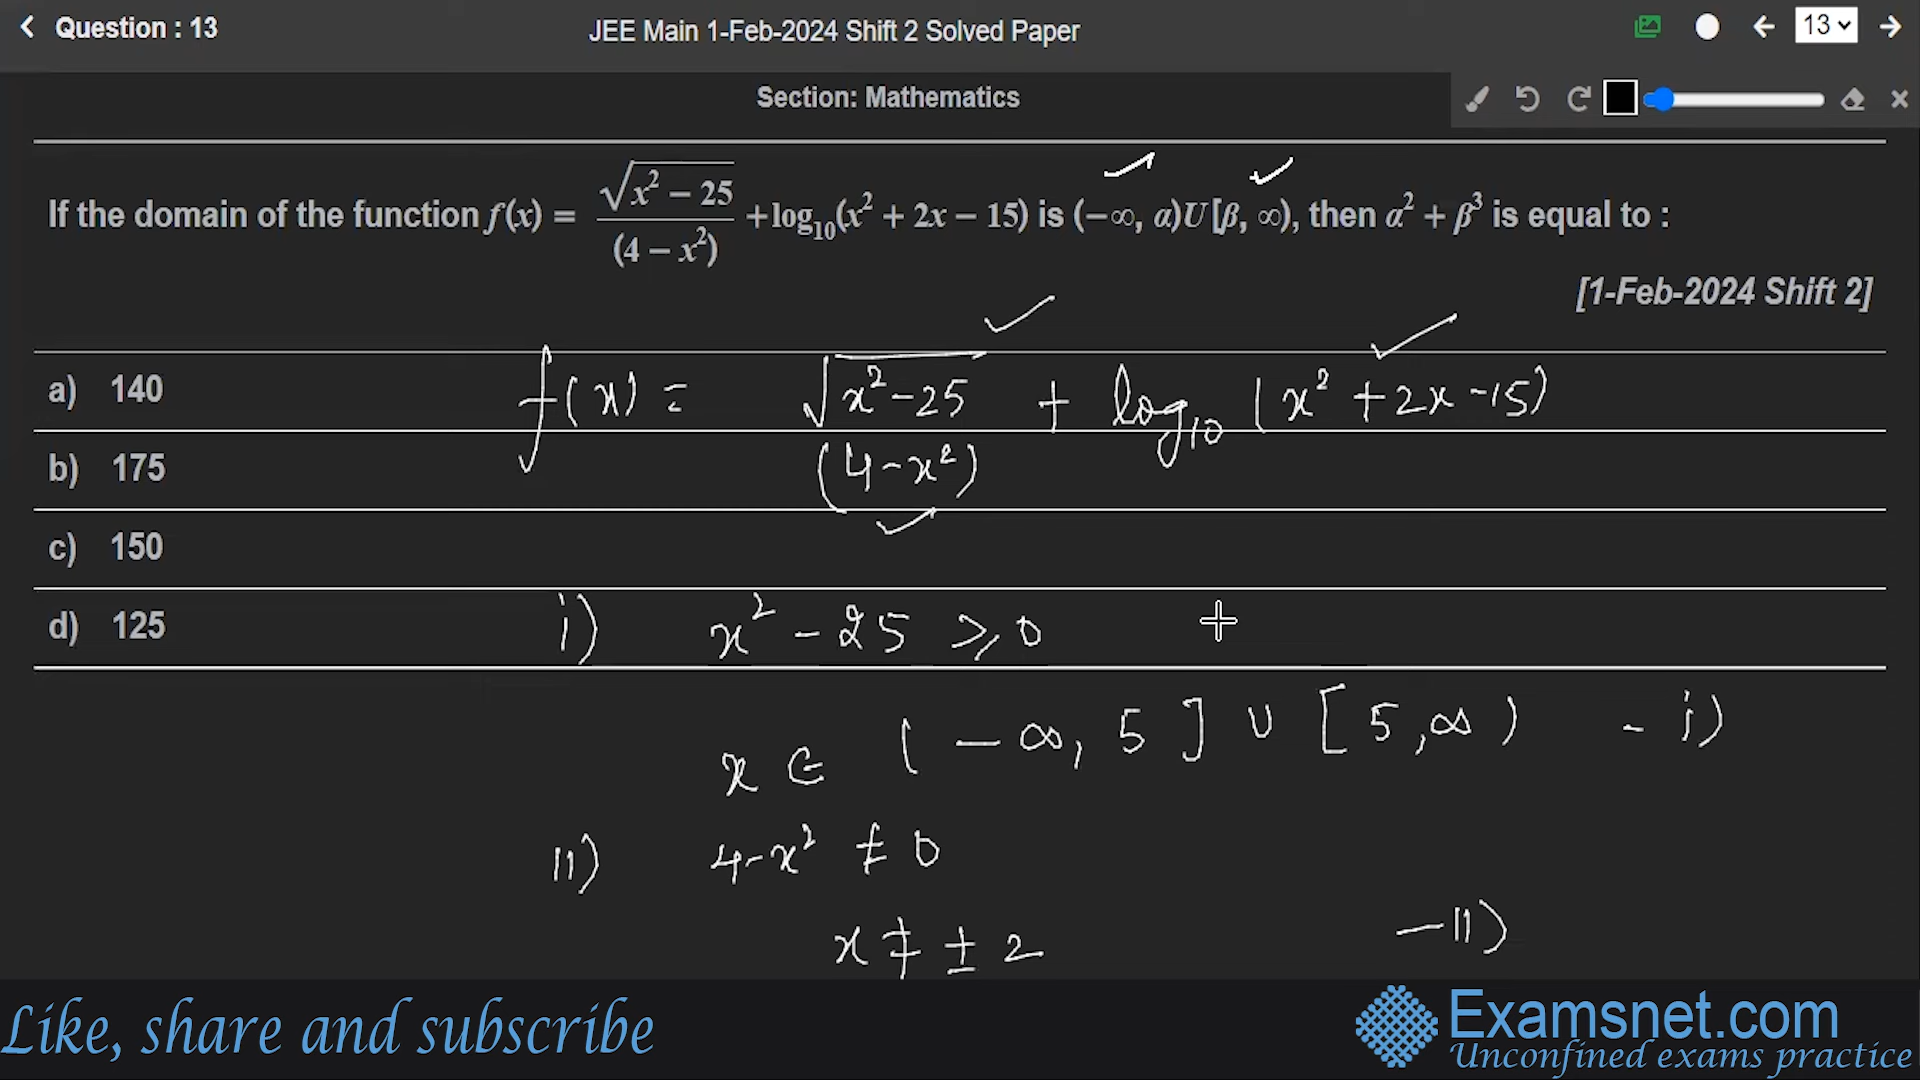 Question : 13
JEE Main 1-Feb-2024 Shift 2 Solved Paper
13
Section: Mathematics
If the domain of the function f(x) = √(x² − 25)/(4 − x²) + log₁₀(x² + 2x − 15) is (−∞, α)U[β, ∞), then α² + β³ is equal to :
[1-Feb-2024 Shift 2]
a) 140
b) 175
c) 150
d) 125
f(x) = √(x² − 25)/(4 − x²) + log₁₀(x² + 2x − 15)
i) x² − 25 ⩾ 0
x ∈ (−∞, 5] ∪ [5, ∞) − i)
ii) 4 − x² ≠ 0
x ≠ ± 2 − ii)
Like, share and subscribe
Examsnet.com
Unconfined exams practice